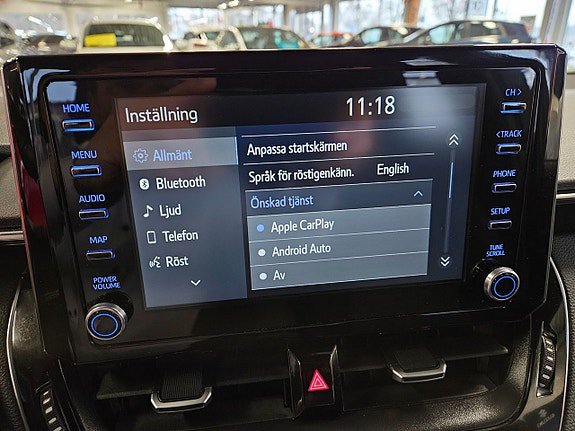 HOME
MENU
AUDIO
MAP
POWER
VOLUME
Inställning
11:18
Allmänt
Bluetooth
Ljud
Telefon
Röst
Anpassa startskärmen
Språk för röstigenkänn. English
Önskad tjänst
Apple CarPlay
Android Auto
Av
CH >
< TRACK
PHONE
SETUP
TUNE
SCROLL